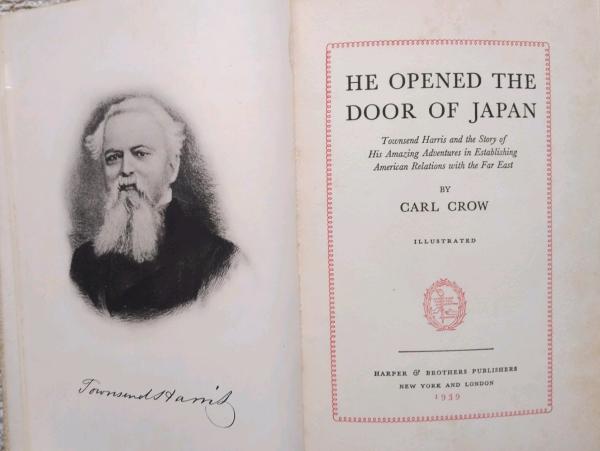 Townsend Harris
HE OPENED THE
DOOR OF JAPAN
Townsend Harris and the Story of
His Amazing Adventures in Establishing
American Relations with the Far East
BY
CARL CROW
ILLUSTRATED
HARPER & BROTHERS PUBLISHERS
NEW YORK AND LONDON
1939